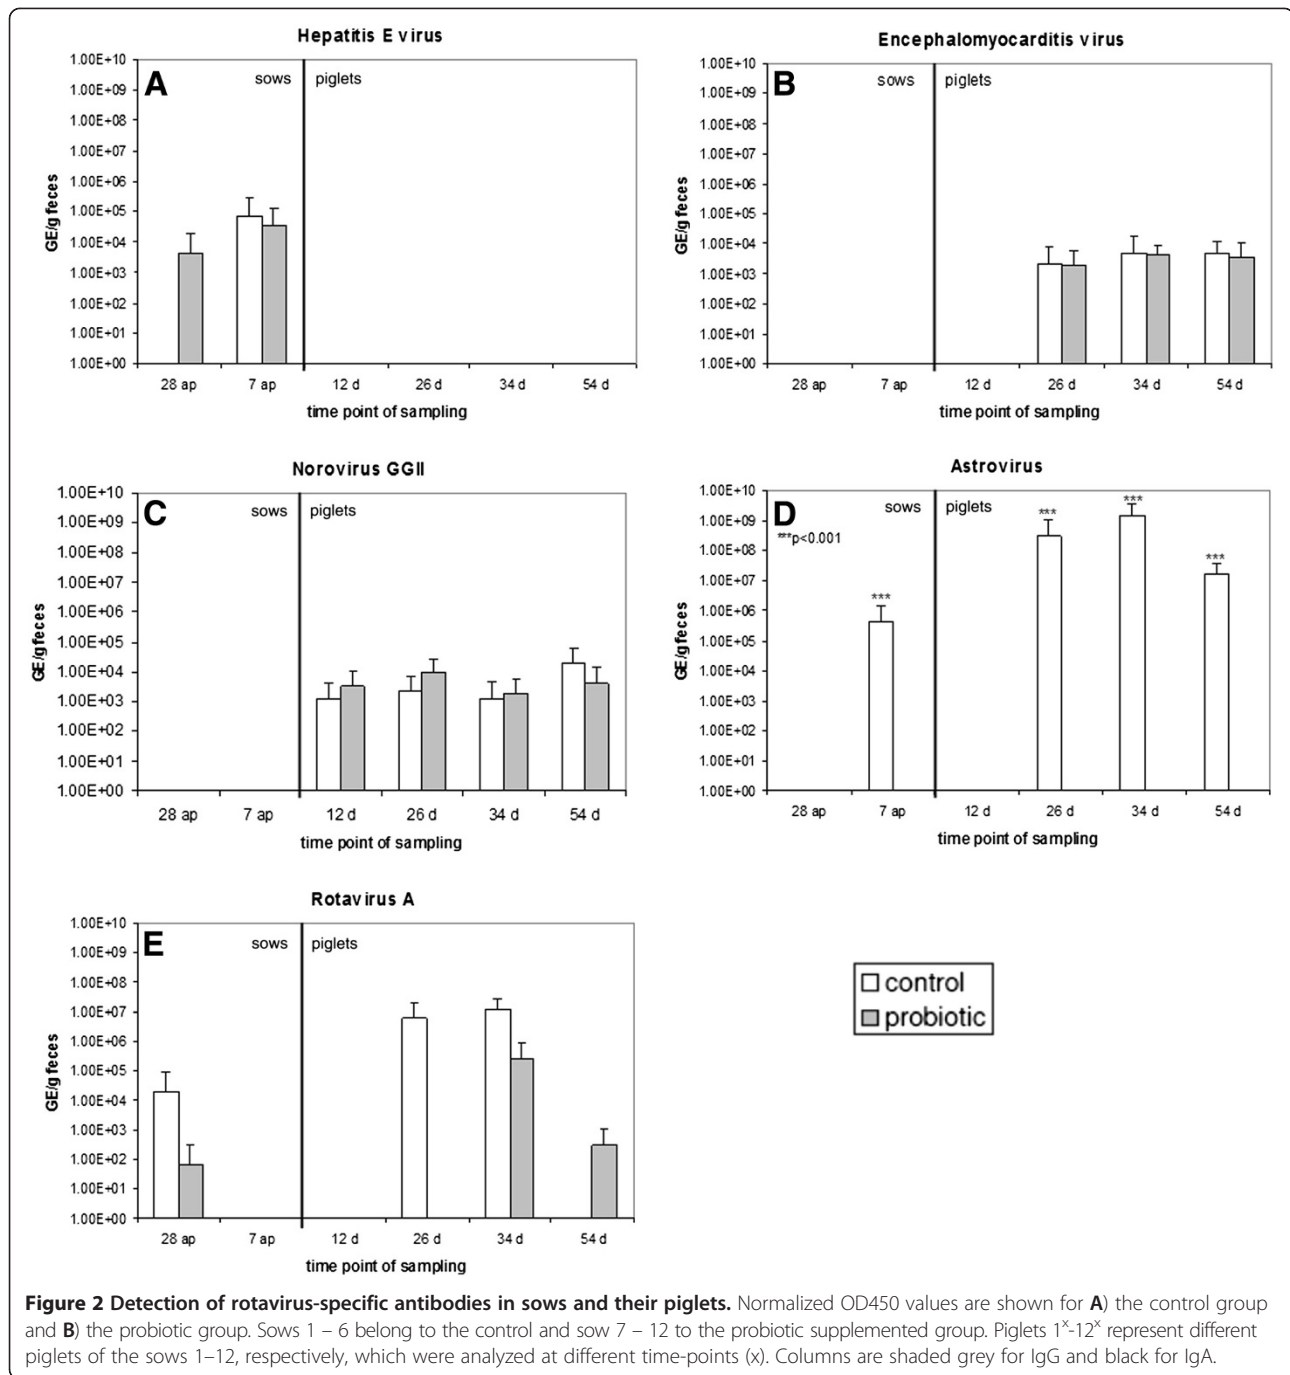 Hepatitis E virus
A
sows
piglets
GE/g feces
1.00E+10
1.00E+09
1.00E+08
1.00E+07
1.00E+06
1.00E+05
1.00E+04
1.00E+03
1.00E+02
1.00E+01
1.00E+00
28 ap 7 ap 12 d 26 d 34 d 54 d
time point of sampling
Encephalomyocarditis virus
B
sows
piglets
GE/g feces
1.00E+10
1.00E+09
1.00E+08
1.00E+07
1.00E+06
1.00E+05
1.00E+04
1.00E+03
1.00E+02
1.00E+01
1.00E+00
28 ap 7 ap 12 d 26 d 34 d 54 d
time point of sampling
Norovirus GGII
C
sows
piglets
GE/g feces
1.00E+10
1.00E+09
1.00E+08
1.00E+07
1.00E+06
1.00E+05
1.00E+04
1.00E+03
1.00E+02
1.00E+01
1.00E+00
28 ap 7 ap 12 d 26 d 34 d 54 d
time point of sampling
Astrovirus
D
***p<0.001
sows
piglets
***
***
***
***
GE/g feces
1.00E+10
1.00E+09
1.00E+08
1.00E+07
1.00E+06
1.00E+05
1.00E+04
1.00E+03
1.00E+02
1.00E+01
1.00E+00
28 ap 7 ap 12 d 26 d 34 d 54 d
time point of sampling
Rotavirus A
E
sows
piglets
GE/g feces
1.00E+10
1.00E+09
1.00E+08
1.00E+07
1.00E+06
1.00E+05
1.00E+04
1.00E+03
1.00E+02
1.00E+01
1.00E+00
28 ap 7 ap 12 d 26 d 34 d 54 d
time point of sampling
control
probiotic
Figure 2 Detection of rotavirus-specific antibodies in sows and their piglets. Normalized OD450 values are shown for A) the control group
and B) the probiotic group. Sows 1 – 6 belong to the control and sow 7 – 12 to the probiotic supplemented group. Piglets 1ˣ-12ˣ represent different
piglets of the sows 1–12, respectively, which were analyzed at different time-points (x). Columns are shaded grey for IgG and black for IgA.